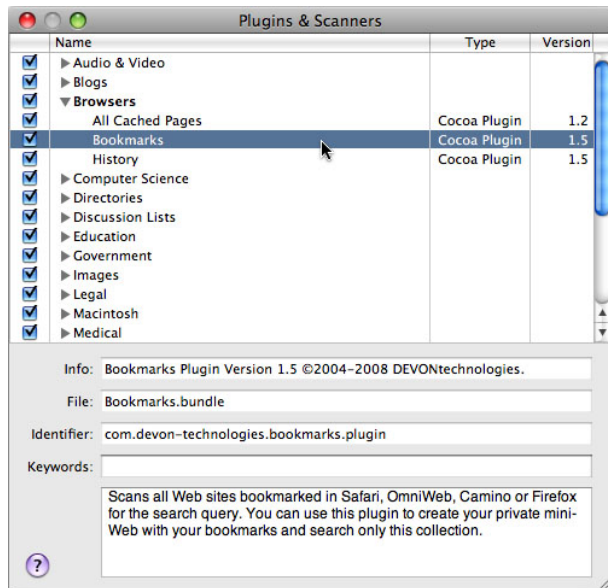 Plugins & Scanners
Name Type Version
Audio & Video
Blogs
Browsers
All Cached Pages Cocoa Plugin 1.2
Bookmarks Cocoa Plugin 1.5
History Cocoa Plugin 1.5
Computer Science
Directories
Discussion Lists
Education
Government
Images
Legal
Macintosh
Medical
Info: Bookmarks Plugin Version 1.5 ©2004-2008 DEVONtechnologies.
File: Bookmarks.bundle
Identifier: com.devon-technologies.bookmarks.plugin
Keywords:
Scans all Web sites bookmarked in Safari, OmniWeb, Camino or Firefox
for the search query. You can use this plugin to create your private mini-
Web with your bookmarks and search only this collection.
?